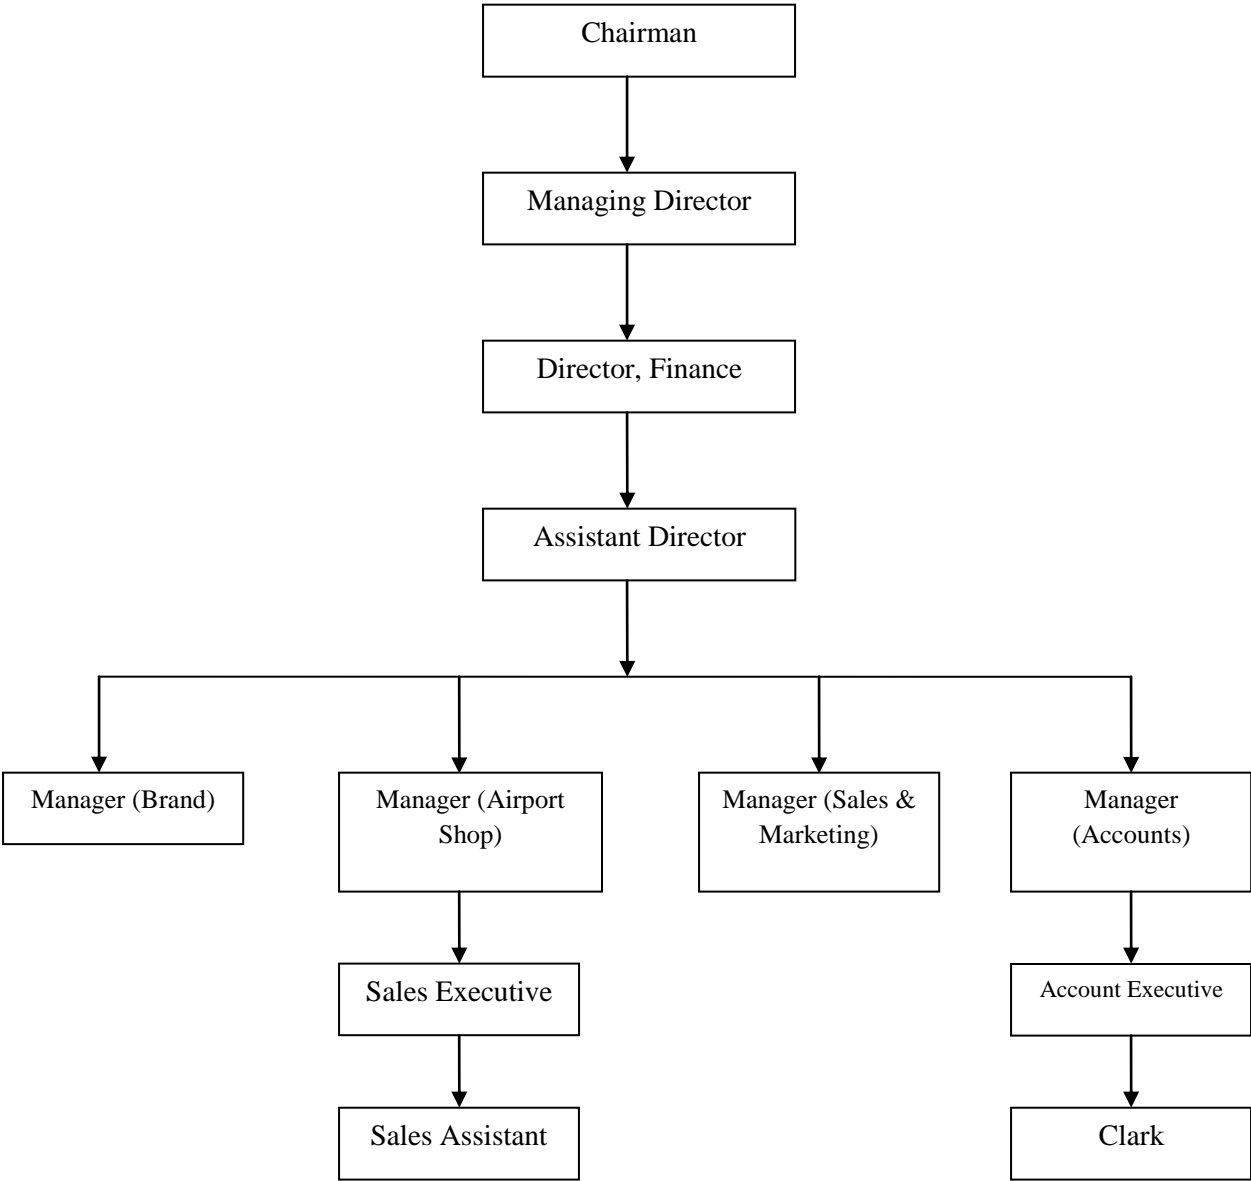 Chairman
Managing Director
Director, Finance
Assistant Director
Manager (Brand)
Manager (Airport
Shop)
Manager (Sales &
Marketing)
Manager
(Accounts)
Sales Executive
Account Executive
Sales Assistant
Clark